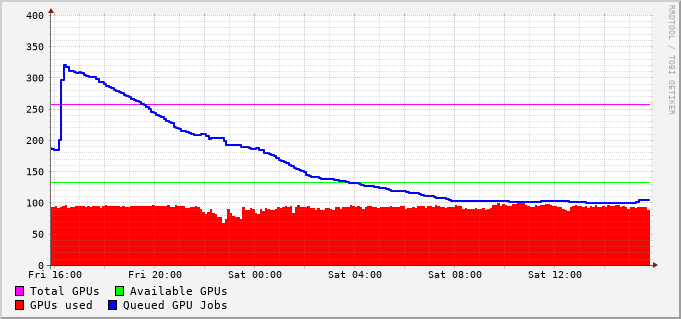 400
350
300
250
200
150
100
50
0
Fri 16:00 Fri 20:00 Sat 00:00 Sat 04:00 Sat 08:00 Sat 12:00
Total GPUs Available GPUs
GPUs used Queued GPU Jobs
RRDTOOL / TOBI OETIKER